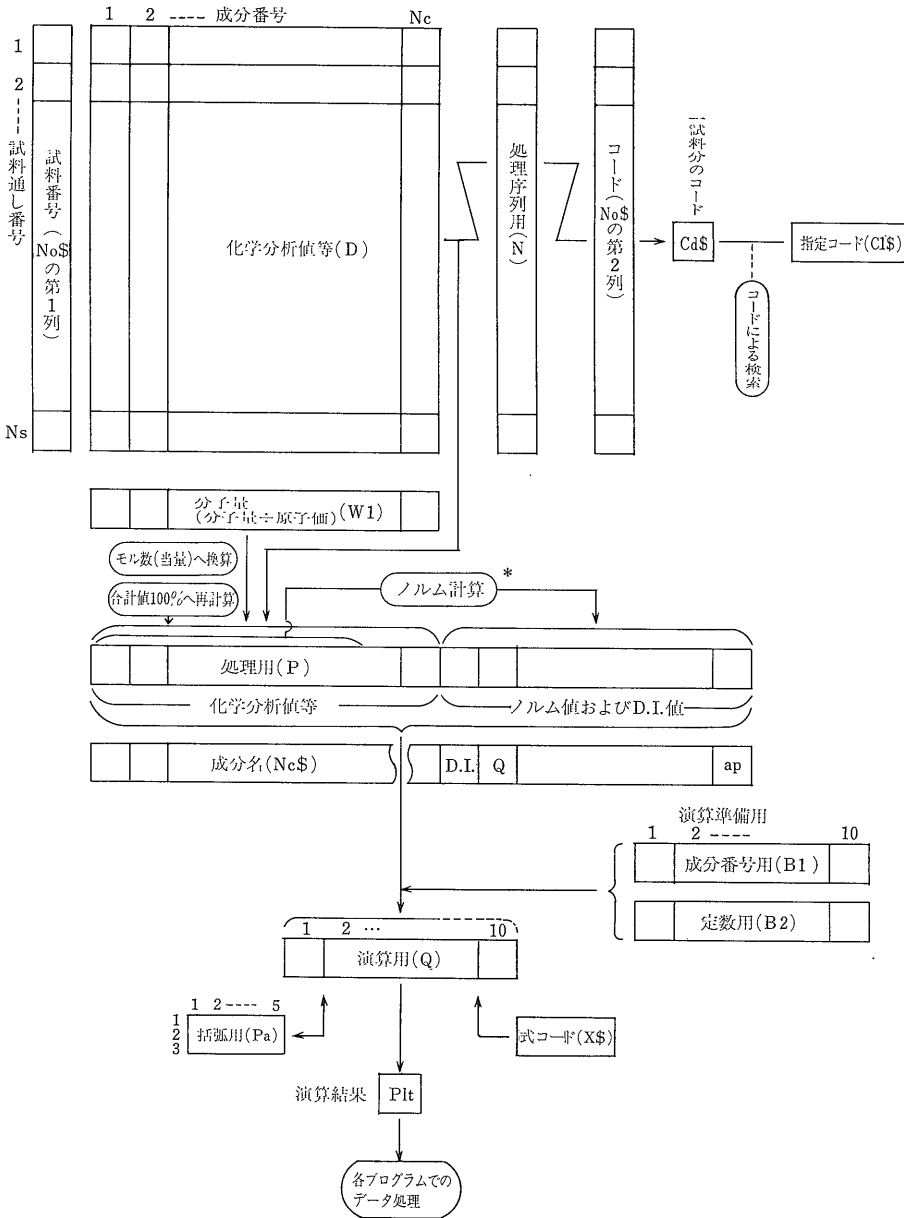 1 2 ---- 成分番号 Nc
1
2
試料通し番号
Ns
試料番号(No$の第1列)
化学分析値等(D)
処理序列用(N)
コード(No$の第2列)
一試料分のコード
Cd$
指定コード(Cl$)
コードによる検索
分子量
(分子量÷原子価)(W1)
モル数(当量)へ換算
合計値100%へ再計算
ノルム計算*
処理用(P)
化学分析値等
ノルム値およびD.I.値
成分名(Nc$)
D.I. Q ap
演算準備用
1 2 ---- 10
成分番号用(B1)
定数用(B2)
1 2 … 10
演算用(Q)
1 2 ---- 5
1
2
3
括弧用(Pa)
式コード(X$)
演算結果 Plt
各プログラムでの
データ処理